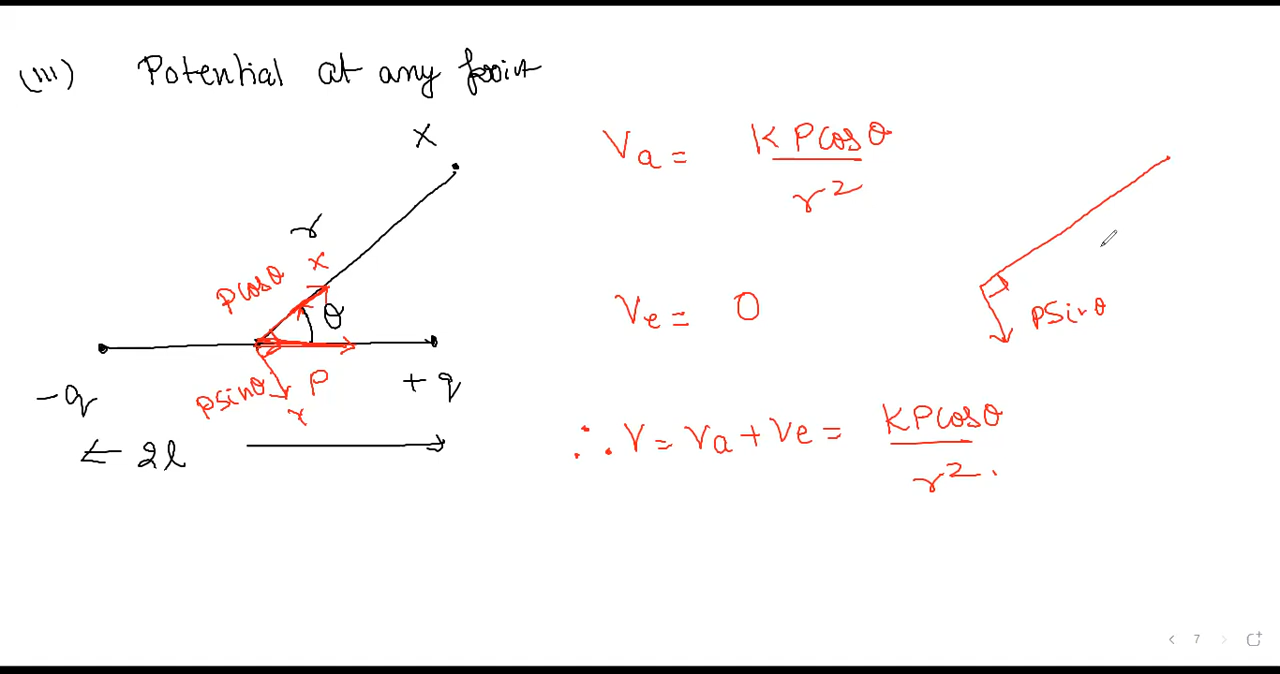 (III) Potential at any point
X
r
x
Pcosθ
θ
Psinθ
P
x
-q
+q
← 2l →
Va = KPcosθ / r²
Ve = 0
Psinθ
∴ V = Va + Ve = KPcosθ / r².
< 7 >